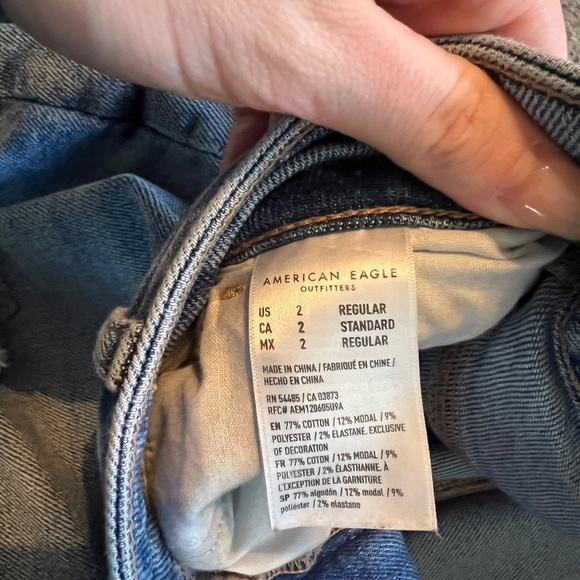 AMERICAN EAGLE
OUTFITTERS
US 2 REGULAR
CA 2 STANDARD
MX 2 REGULAR
MADE IN CHINA / FABRIQUÉ EN CHINE /
HECHO EN CHINA
RN 54485 / CA 03873
RFC# AEM120605U9A
EN 77% COTTON / 12% MODAL / 9%
POLYESTER / 2% ELASTANE. EXCLUSIVE
OF DECORATION
FR 77% COTON / 12% MODAL / 9%
POLYESTER / 2% ÉLASTHANNE. À
L'EXCEPTION DE LA GARNITURE
SP 77% algodón / 12% modal / 9%
poliéster / 2% elastano